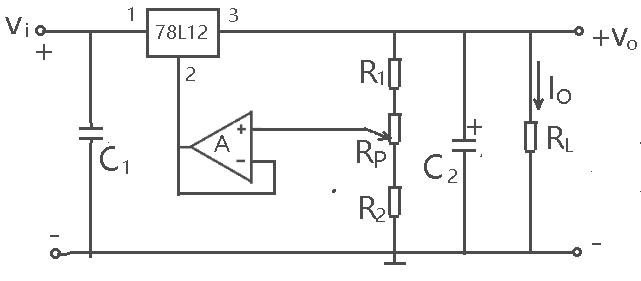 Vi
+
1
78L12
3
2
+Vo
R1
IO
A
+
-
RP
C1
C2
+
RL
R2
-
-